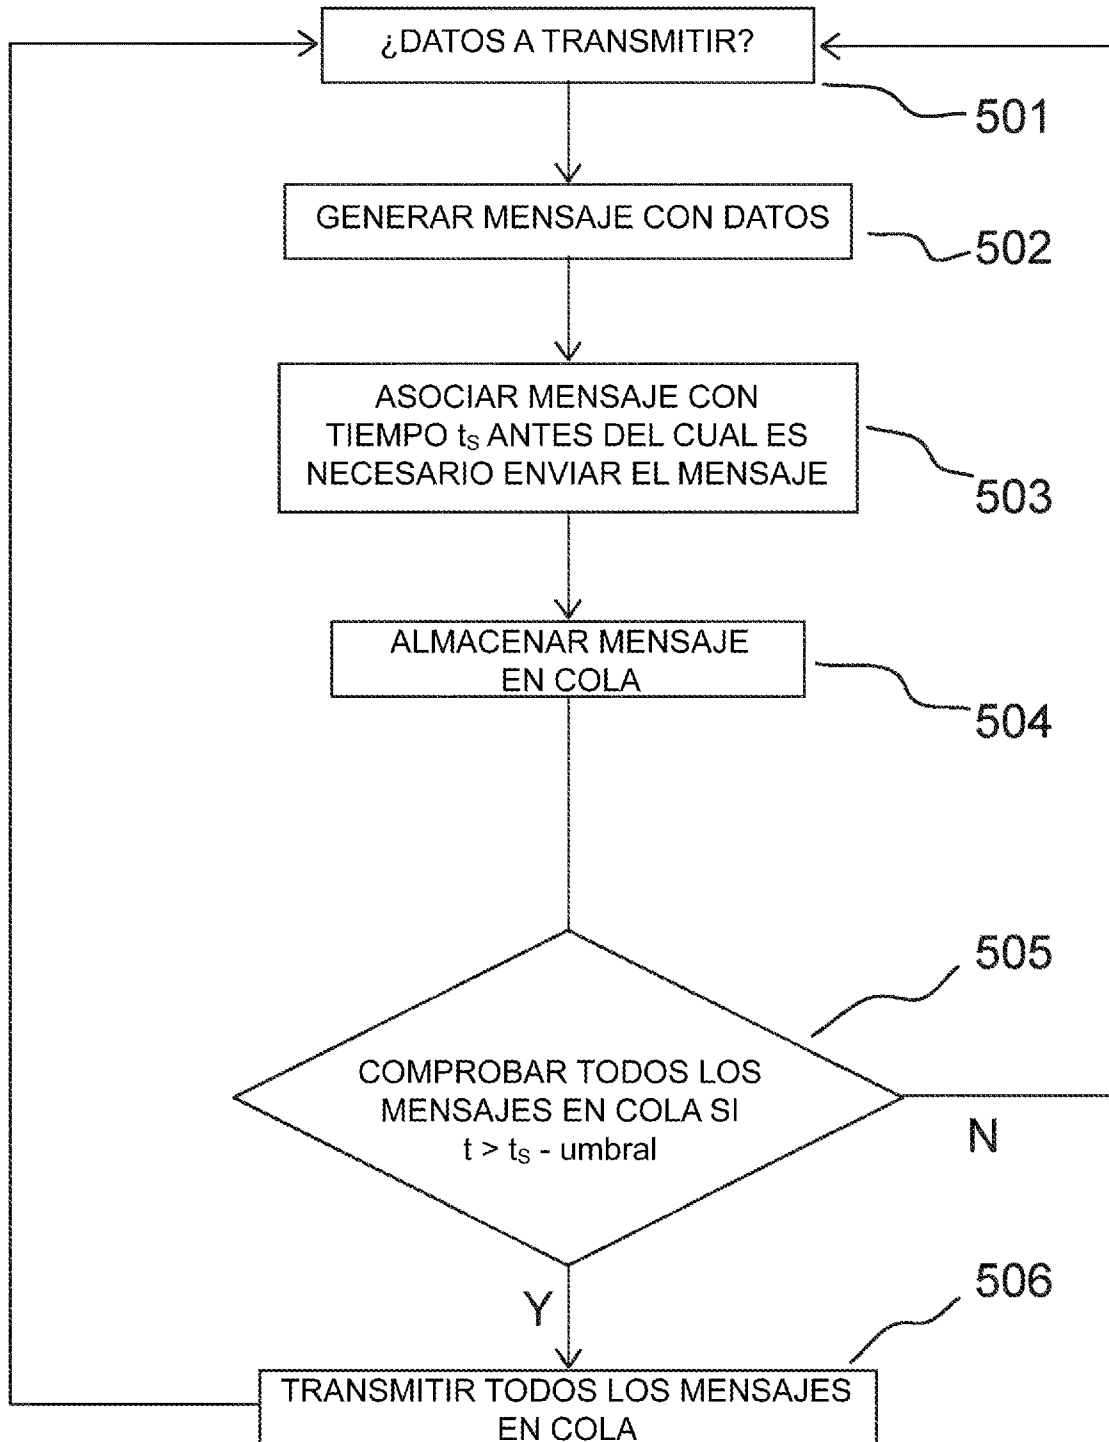 ¿DATOS A TRANSMITIR?
501
GENERAR MENSAJE CON DATOS
502
ASOCIAR MENSAJE CON
TIEMPO tS ANTES DEL CUAL ES
NECESARIO ENVIAR EL MENSAJE
503
ALMACENAR MENSAJE
EN COLA
504
505
COMPROBAR TODOS LOS
MENSAJES EN COLA SI
t > tS - umbral
N
506
Y
TRANSMITIR TODOS LOS MENSAJES
EN COLA